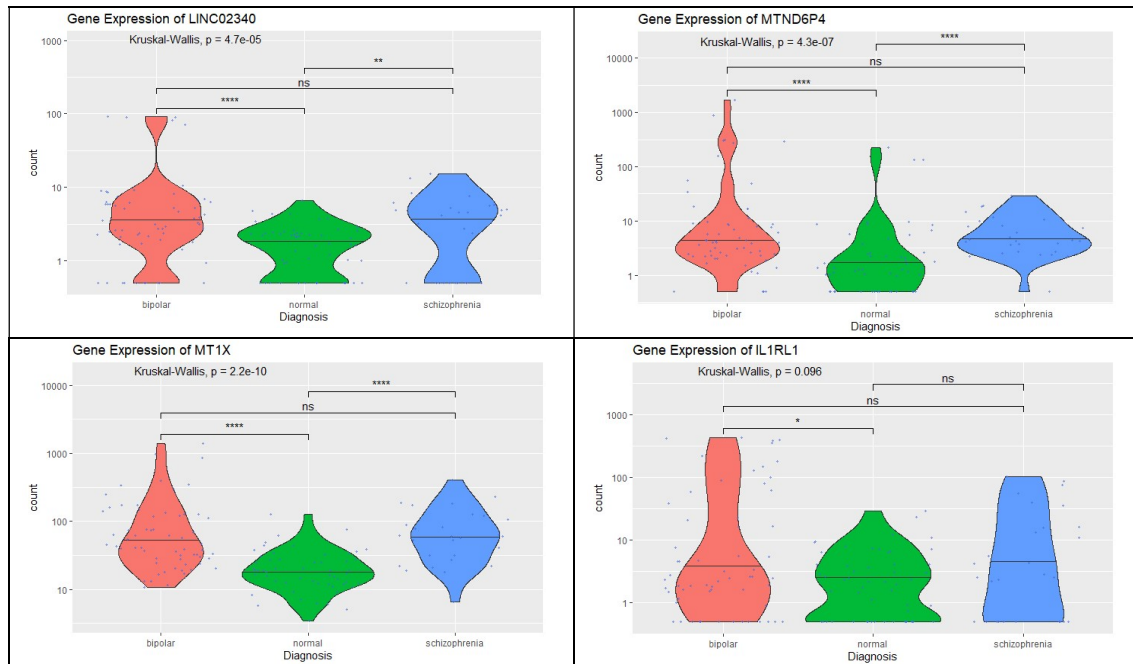 Gene Expression of LINC02340
Kruskal-Wallis, p = 4.7e-05
**
ns
****
1000
100
10
1
count
bipolar
normal
schizophrenia
Diagnosis
Gene Expression of MTND6P4
Kruskal-Wallis, p = 4.3e-07
****
ns
****
10000
1000
100
10
1
count
bipolar
normal
schizophrenia
Diagnosis
Gene Expression of MT1X
Kruskal-Wallis, p = 2.2e-10
****
ns
****
10000
1000
100
10
count
bipolar
normal
schizophrenia
Diagnosis
Gene Expression of IL1RL1
Kruskal-Wallis, p = 0.096
ns
ns
*
1000
100
10
1
count
bipolar
normal
schizophrenia
Diagnosis